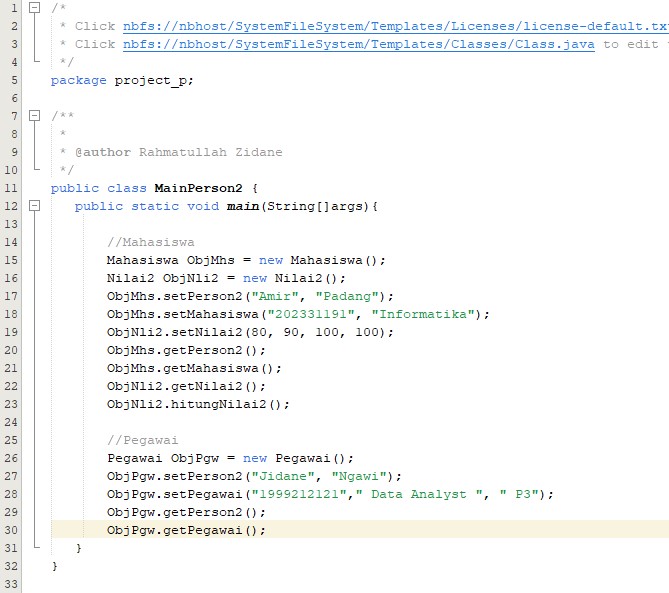 1 /*
2 * Click nbfs://nbhost/SystemFileSystem/Templates/Licenses/license-default.tx
3 * Click nbfs://nbhost/SystemFileSystem/Templates/Classes/Class.java to edit
4 */
5 package project_p;
6
7 /**
8 *
9 * @author Rahmatullah Zidane
10 */
11 public class MainPerson2 {
12 public static void main(String[]args){
13
14 //Mahasiswa
15 Mahasiswa ObjMhs = new Mahasiswa();
16 Nilai2 ObjNli2 = new Nilai2();
17 ObjMhs.setPerson2("Amir", "Padang");
18 ObjMhs.setMahasiswa("202331191", "Informatika");
19 ObjNli2.setNilai2(80, 90, 100, 100);
20 ObjMhs.getPerson2();
21 ObjMhs.getMahasiswa();
22 ObjNli2.getNilai2();
23 ObjNli2.hitungNilai2();
24
25 //Pegawai
26 Pegawai ObjPgw = new Pegawai();
27 ObjPgw.setPerson2("Jidane", "Ngawi");
28 ObjPgw.setPegawai("1999212121"," Data Analyst ", " P3");
29 ObjPgw.getPerson2();
30 ObjPgw.getPegawai();
31 }
32 }
33